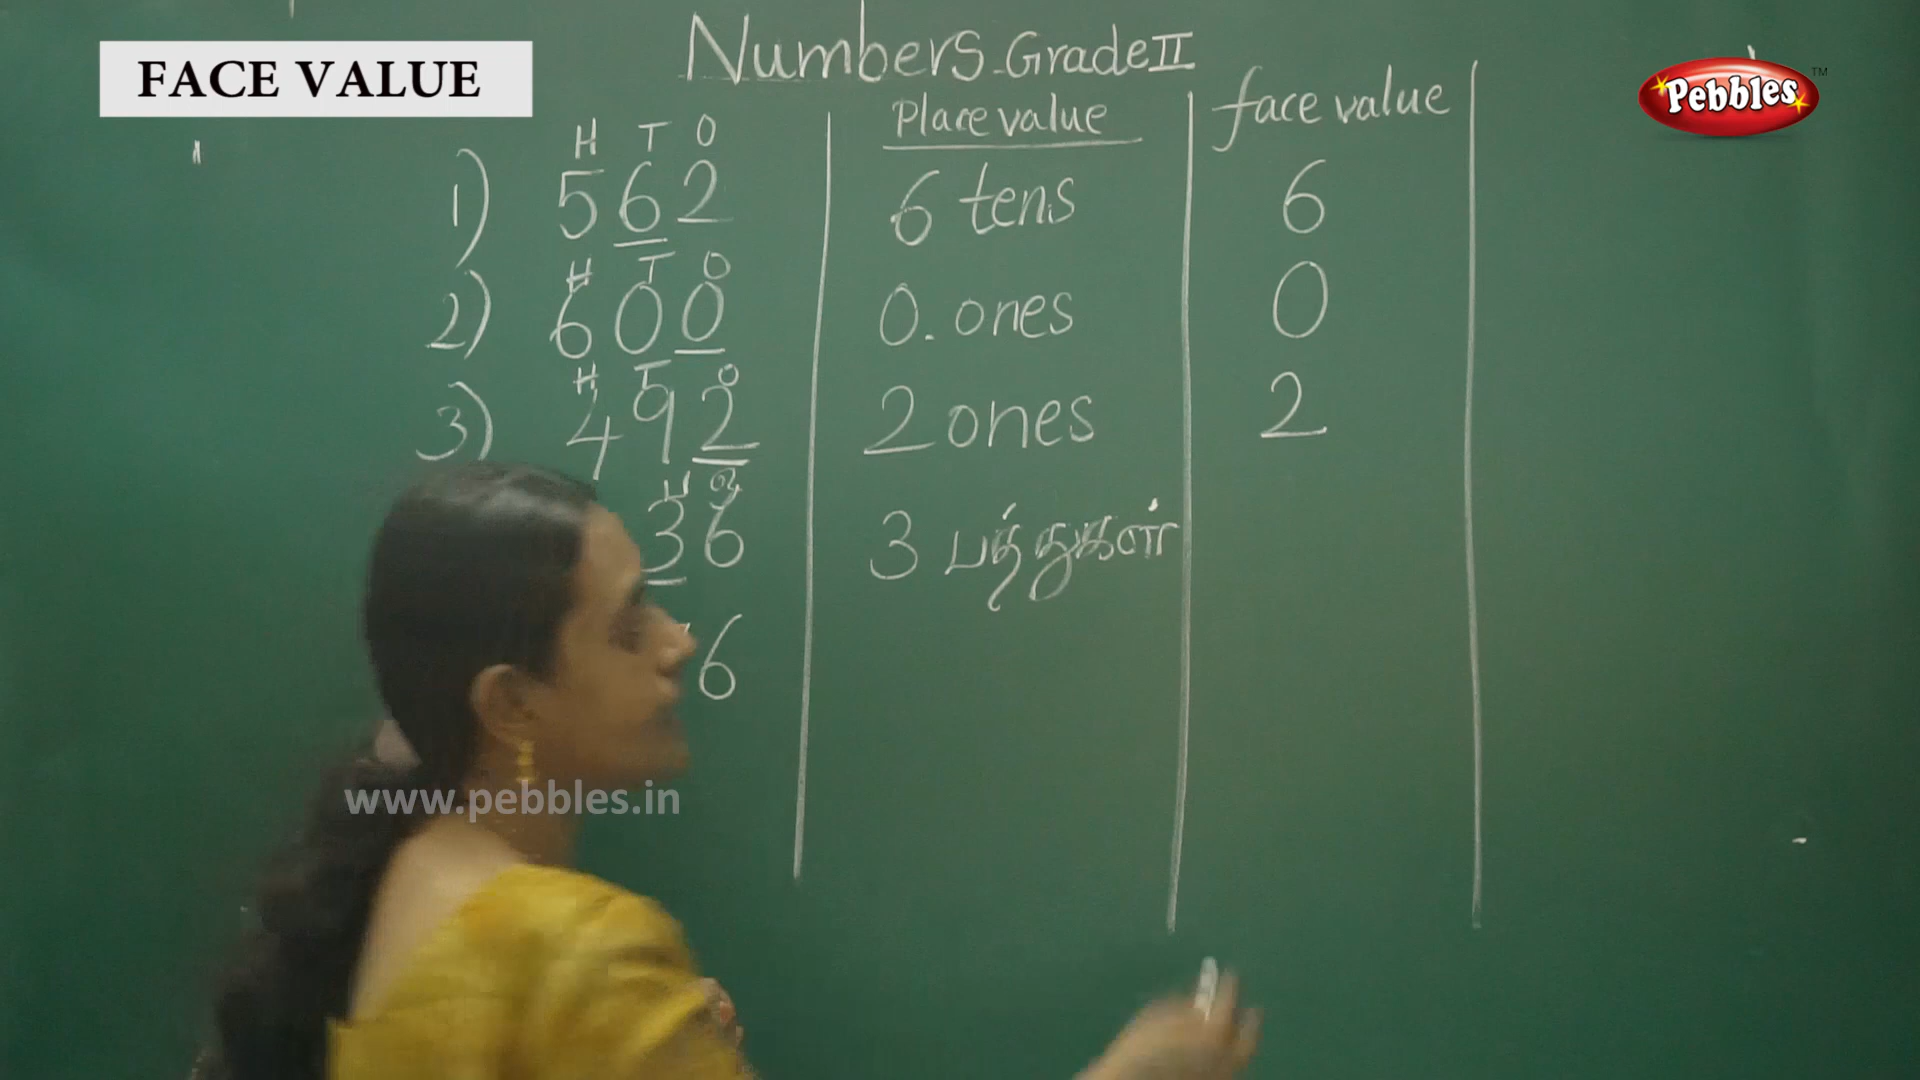 FACE VALUE
Numbers Grade II
Pebbles™
Place value face value
H T O
1) 562 6 tens 6
H T O
2) 600 0. ones 0
H T O
3) 492 2 ones 2
ப ஒ
36 3 பத்துகள்
6
www.pebbles.in